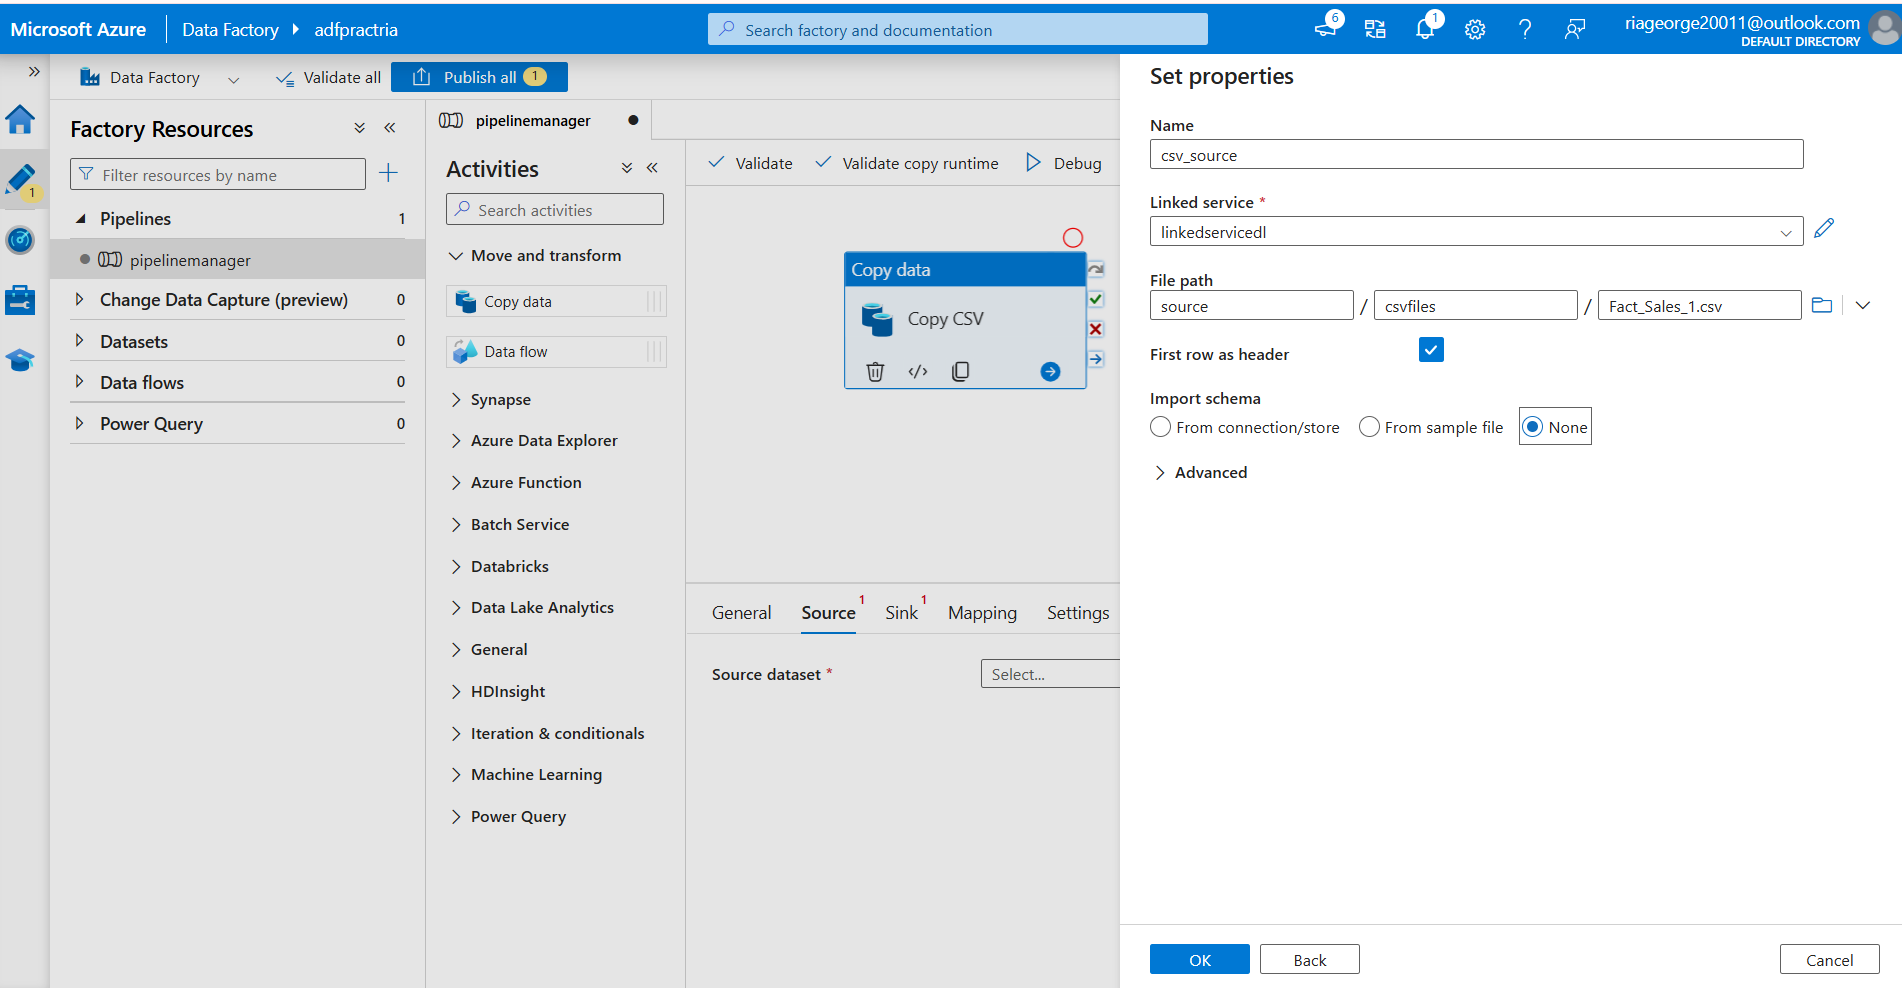 Microsoft Azure
Data Factory
adfpractria
Search factory and documentation
6
1
riageorge20011@outlook.com
DEFAULT DIRECTORY
Data Factory
Validate all
Publish all 1
1
Factory Resources
Filter resources by name
Pipelines 1
pipelinemanager
Change Data Capture (preview) 0
Datasets 0
Data flows 0
Power Query 0
pipelinemanager
Activities
Search activities
Move and transform
Copy data
Data flow
Synapse
Azure Data Explorer
Azure Function
Batch Service
Databricks
Data Lake Analytics
General
HDInsight
Iteration & conditionals
Machine Learning
Power Query
Validate
Validate copy runtime
Debug
Copy data
Copy CSV
General Source 1 Sink 1 Mapping Settings
Source dataset *
Select...
Set properties
Name
csv_source
Linked service *
linkedservicedl
File path
source / csvfiles / Fact_Sales_1.csv
First row as header
Import schema
From connection/store From sample file None
Advanced
OK Back Cancel